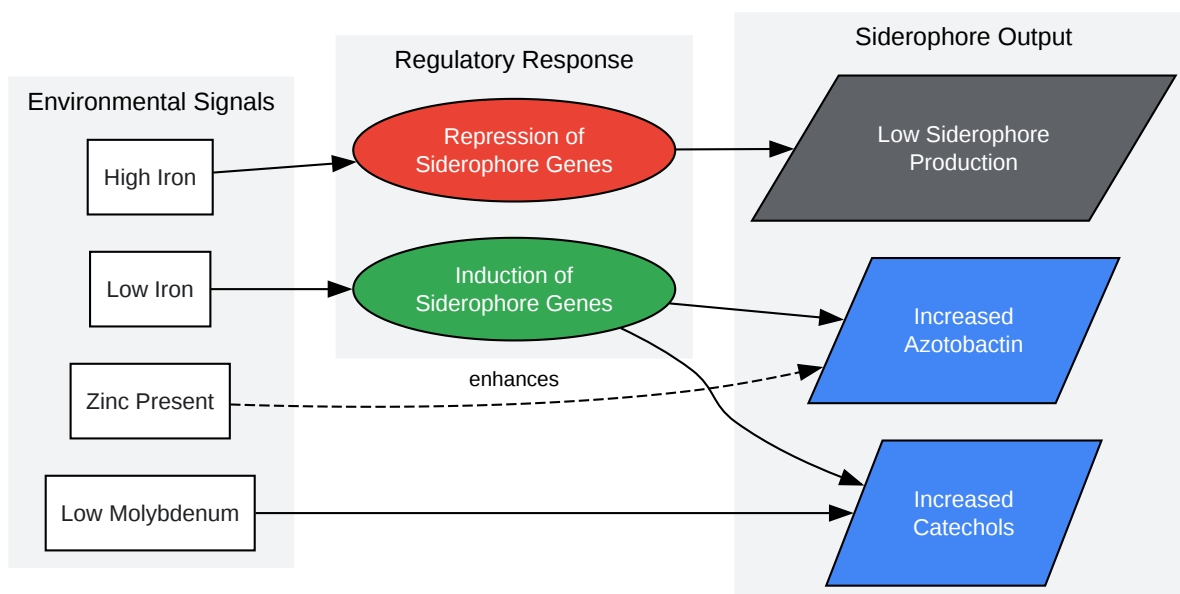 Environmental Signals
High Iron
Low Iron
Zinc Present
Low Molybdenum
Regulatory Response
Repression of
Siderophore Genes
Induction of
Siderophore Genes
enhances
Siderophore Output
Low Siderophore
Production
Increased
Azotobactin
Increased
Catechols